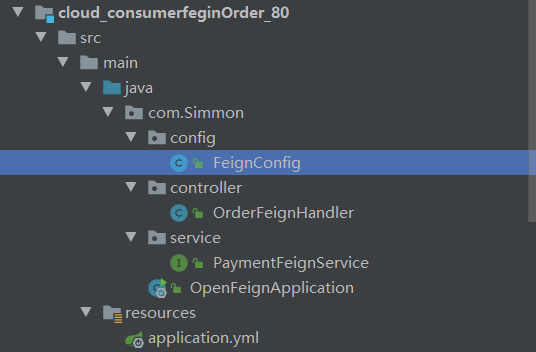 cloud_consumerfeginOrder_80
src
main
java
com.Simmon
config
C FeignConfig
controller
C OrderFeignHandler
service
I PaymentFeignService
C OpenFeignApplication
resources
application.yml